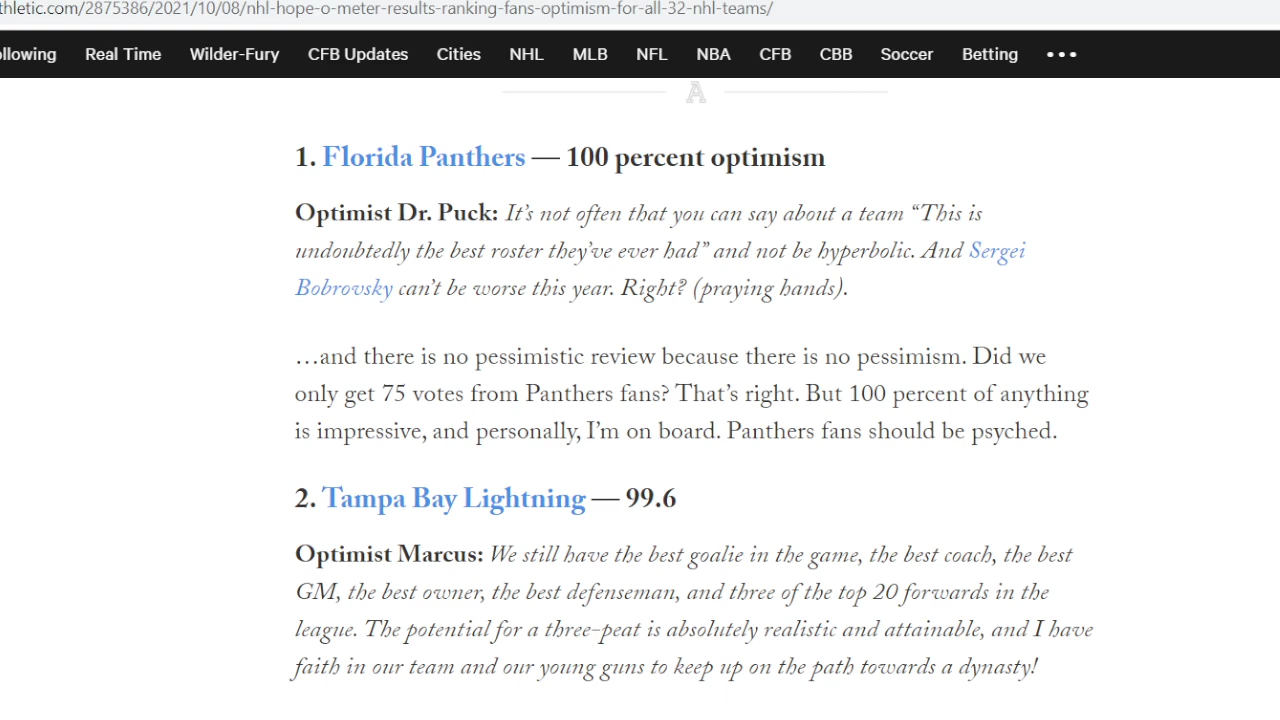 thletic.com/2875386/2021/10/08/nhl-hope-o-meter-results-ranking-fans-optimism-for-all-32-nhl-teams/
ollowing Real Time Wilder-Fury CFB Updates Cities NHL MLB NFL NBA CFB CBB Soccer Betting •••
A
1. Florida Panthers — 100 percent optimism
Optimist Dr. Puck: It’s not often that you can say about a team “This is
undoubtedly the best roster they’ve ever had” and not be hyperbolic. And Sergei
Bobrovsky can’t be worse this year. Right? (praying hands).
…and there is no pessimistic review because there is no pessimism. Did we
only get 75 votes from Panthers fans? That’s right. But 100 percent of anything
is impressive, and personally, I’m on board. Panthers fans should be psyched.
2. Tampa Bay Lightning — 99.6
Optimist Marcus: We still have the best goalie in the game, the best coach, the best
GM, the best owner, the best defenseman, and three of the top 20 forwards in the
league. The potential for a three-peat is absolutely realistic and attainable, and I have
faith in our team and our young guns to keep up on the path towards a dynasty!